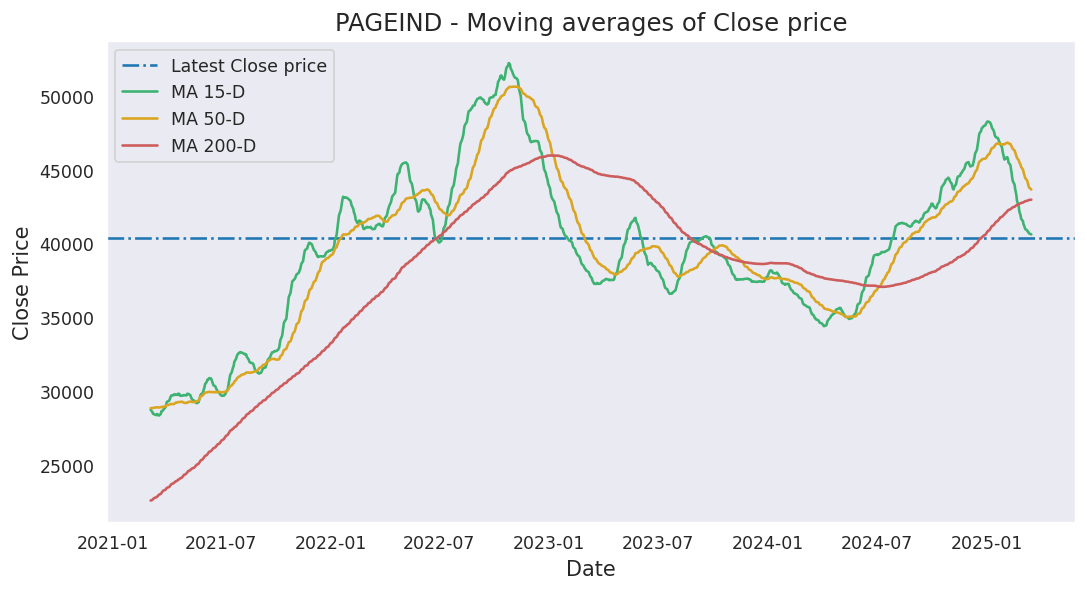 PAGEIND - Moving averages of Close price
Latest Close price
MA 15-D
MA 50-D
MA 200-D
Close Price
50000
45000
40000
35000
30000
25000
2021-01 2021-07 2022-01 2022-07 2023-01 2023-07 2024-01 2024-07 2025-01
Date